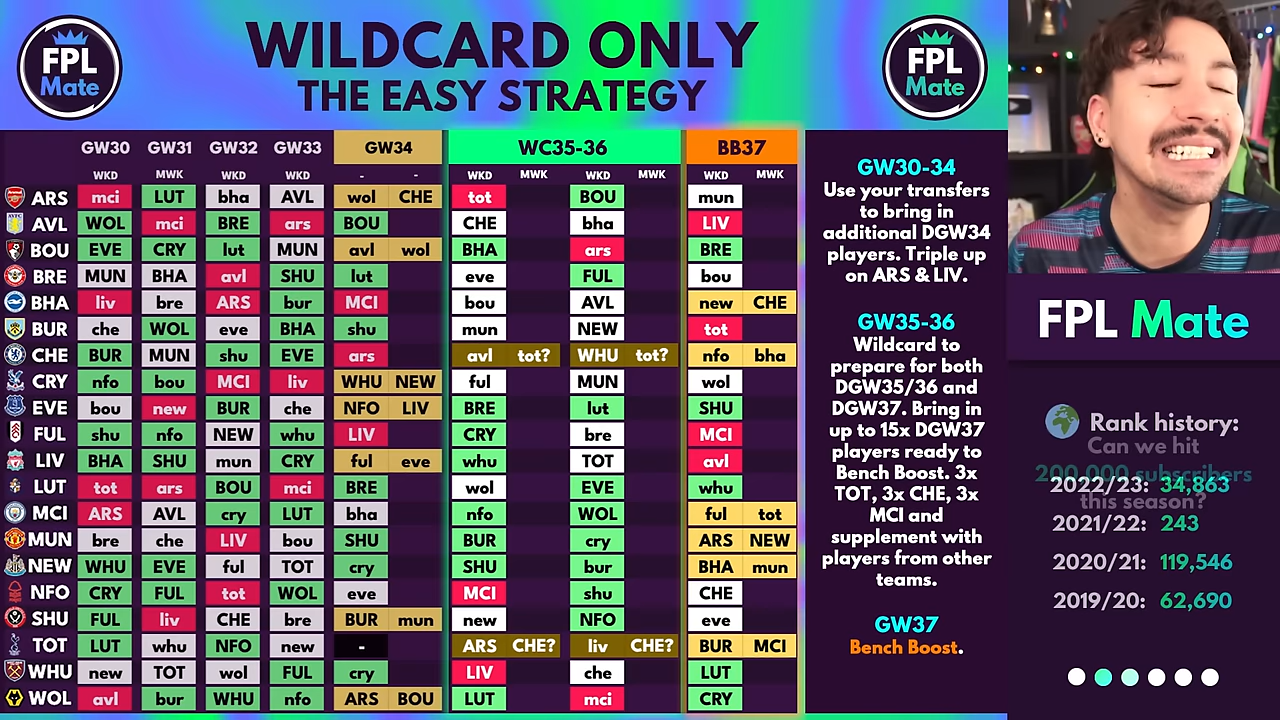 FPL
Mate
WILDCARD ONLY
THE EASY STRATEGY
FPL
Mate
GW30 GW31 GW32 GW33 GW34 WC35-36 BB37
WKD MWK WKD WKD - - WKD MWK WKD MWK WKD MWK
ARS mci LUT bha AVL wol CHE tot BOU mun
AVL WOL mci BRE ars BOU CHE bha LIV
BOU EVE CRY lut MUN avl wol BHA ars BRE
BRE MUN BHA avl SHU lut eve FUL bou
BHA liv bre ARS bur MCI bou AVL new CHE
BUR che WOL eve BHA shu mun NEW tot
CHE BUR MUN shu EVE ars avl tot? WHU tot? nfo bha
CRY nfo bou MCI liv WHU NEW ful MUN wol
EVE bou new BUR che NFO LIV BRE lut SHU
FUL shu nfo NEW whu LIV CRY bre MCI
LIV BHA SHU mun CRY ful eve whu TOT avl
LUT tot ars BOU mci BRE wol EVE whu
MCI ARS AVL cry LUT bha nfo WOL ful tot
MUN bre che LIV bou SHU BUR cry ARS NEW
NEW WHU EVE ful TOT cry SHU bur BHA mun
NFO CRY FUL tot WOL eve MCI shu CHE
SHU FUL liv CHE bre BUR mun new NFO eve
TOT LUT whu NFO new - ARS CHE? liv CHE? BUR MCI
WHU new TOT wol FUL cry LIV che LUT
WOL avl bur WHU nfo ARS BOU LUT mci CRY
GW30-34
Use your transfers
to bring in
additional DGW34
players. Triple up
on ARS & LIV.
GW35-36
Wildcard to
prepare for both
DGW35/36 and
DGW37. Bring in
up to 15x DGW37
players ready to
Bench Boost. 3x
TOT, 3x CHE, 3x
MCI and
supplement with
players from other
teams.
GW37
Bench Boost.
FPL Mate
Rank history:
Can we hit
200,000 subscribers
this season?
2022/23: 34,863
2021/22: 243
2020/21: 119,546
2019/20: 62,690